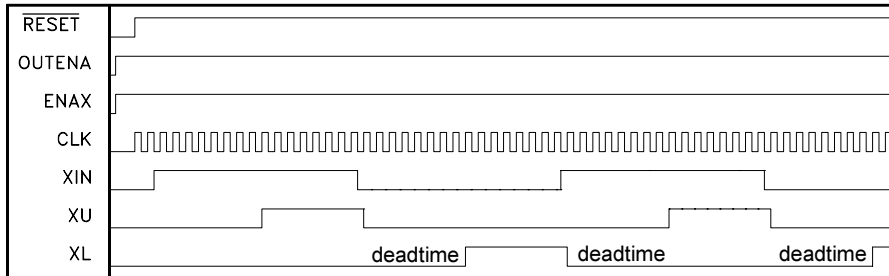 RESET
OUTENA
ENAX
CLK
XIN
XU
XL deadtime deadtime deadtime